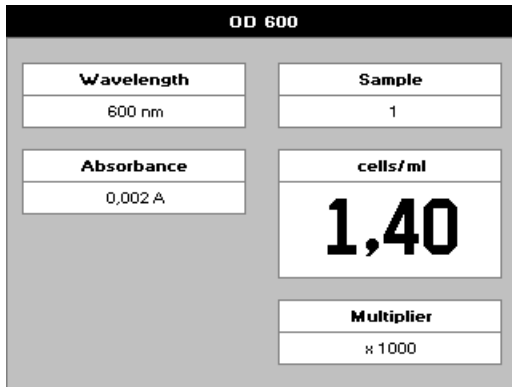 OD 600
Wavelength
600 nm
Sample
1
Absorbance
0,002 A
cells/ml
1,40
Multiplier
x 1000